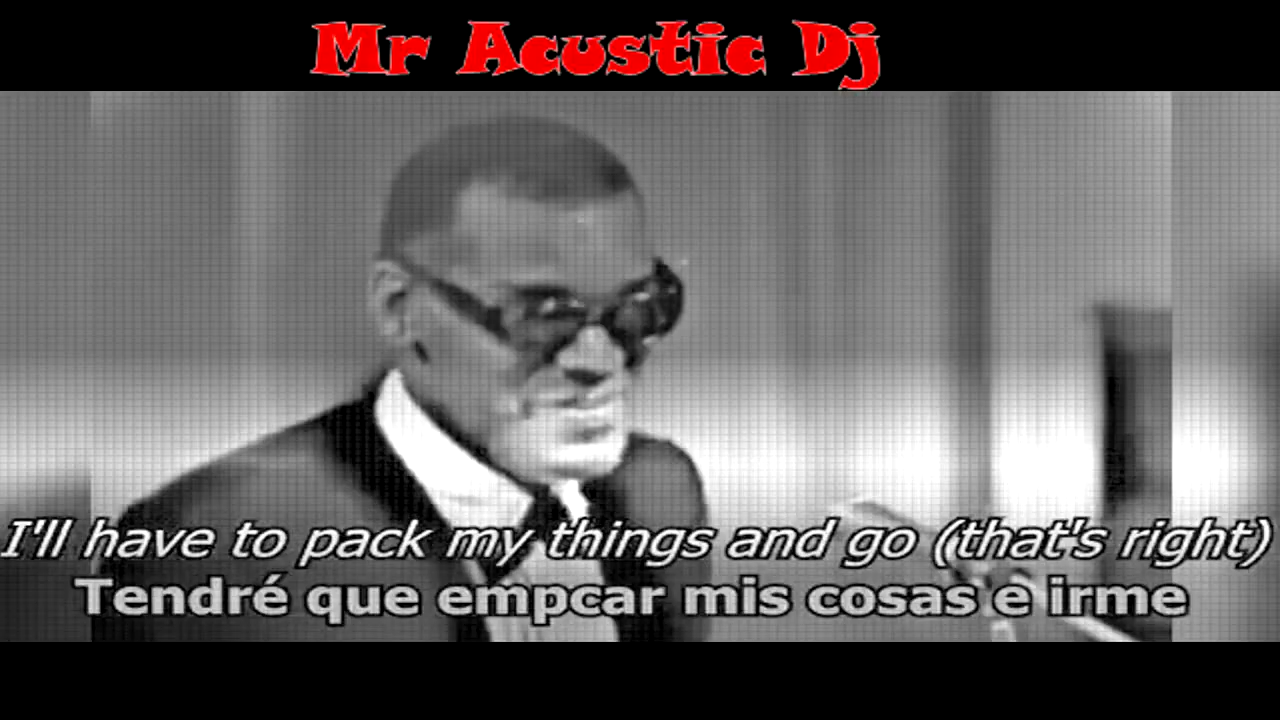 Mr Acustic Dj
I'll have to pack my things and go (that's right)
Tendré que empcar mis cosas e irme